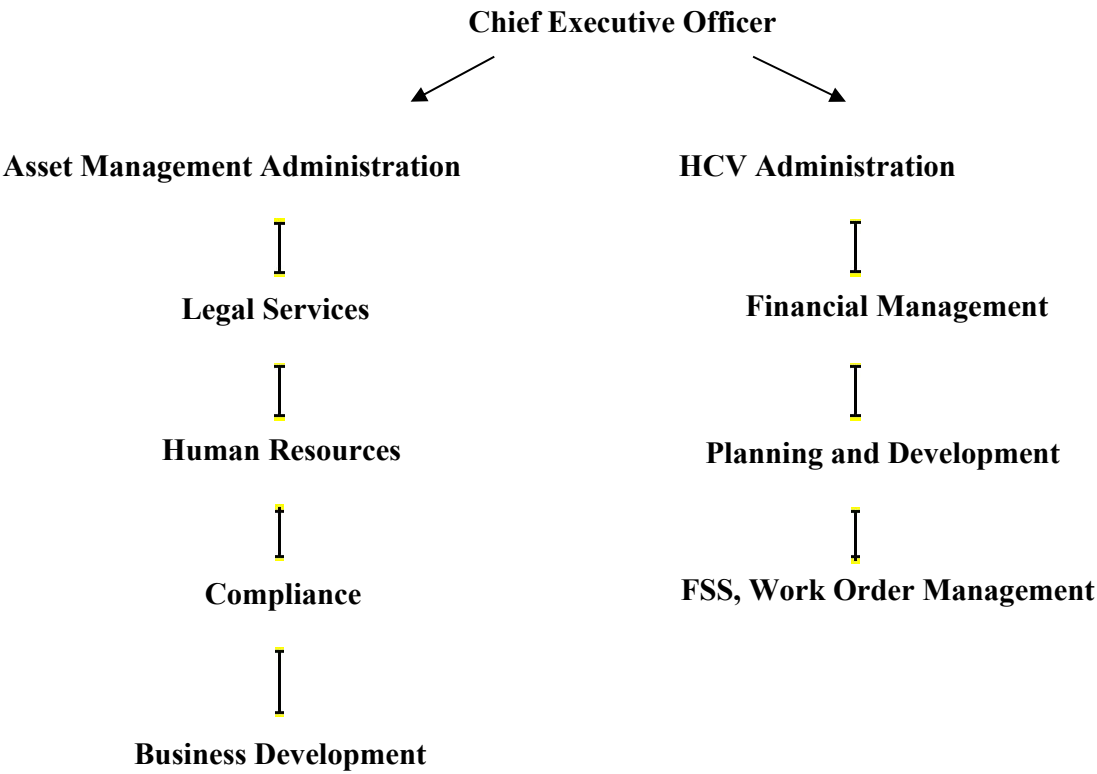 Chief Executive Officer
Asset Management Administration
HCV Administration
Legal Services
Financial Management
Human Resources
Planning and Development
Compliance
FSS, Work Order Management
Business Development